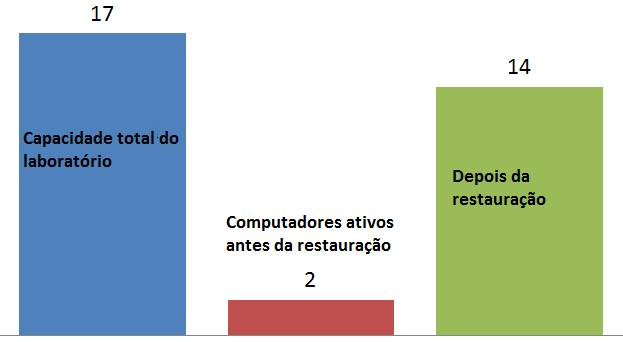 17
Capacidade total do
laboratório
Computadores ativos
antes da restauração
2
14
Depois da
restauração